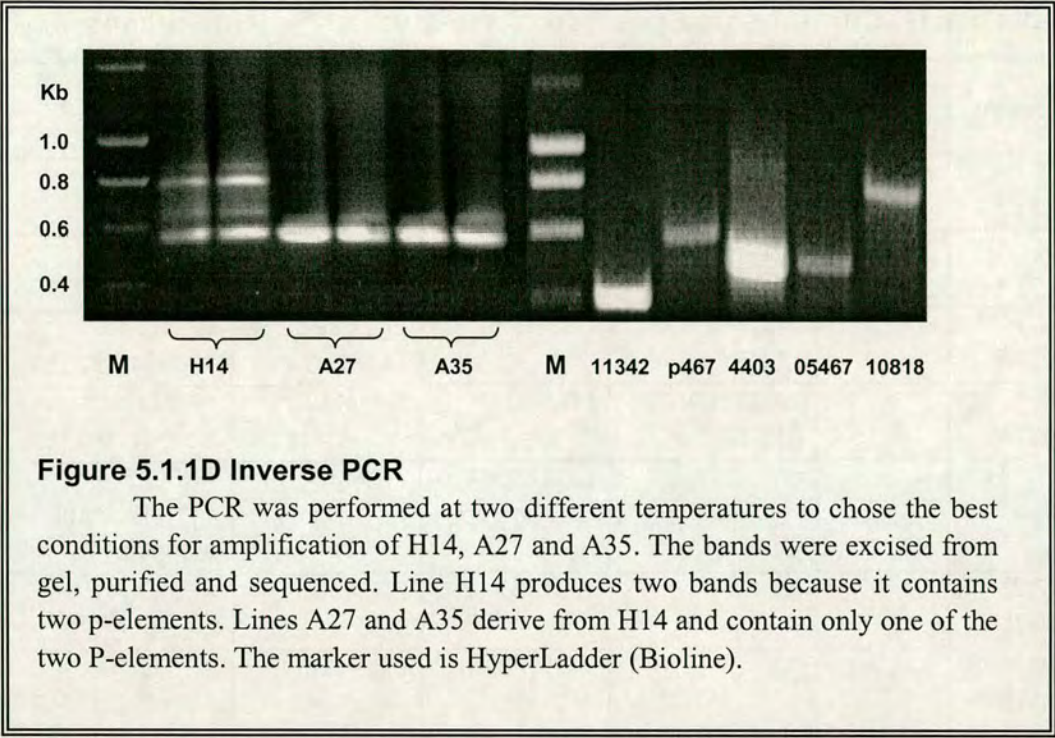 Kb
1.0
0.8
0.6
0.4
M H14 A27 A35 M 11342 p467 4403 05467 10818
Figure 5.1.1D Inverse PCR
The PCR was performed at two different temperatures to chose the best
conditions for amplification of H14, A27 and A35. The bands were excised from
gel, purified and sequenced. Line H14 produces two bands because it contains
two p-elements. Lines A27 and A35 derive from H14 and contain only one of the
two P-elements. The marker used is HyperLadder (Bioline).